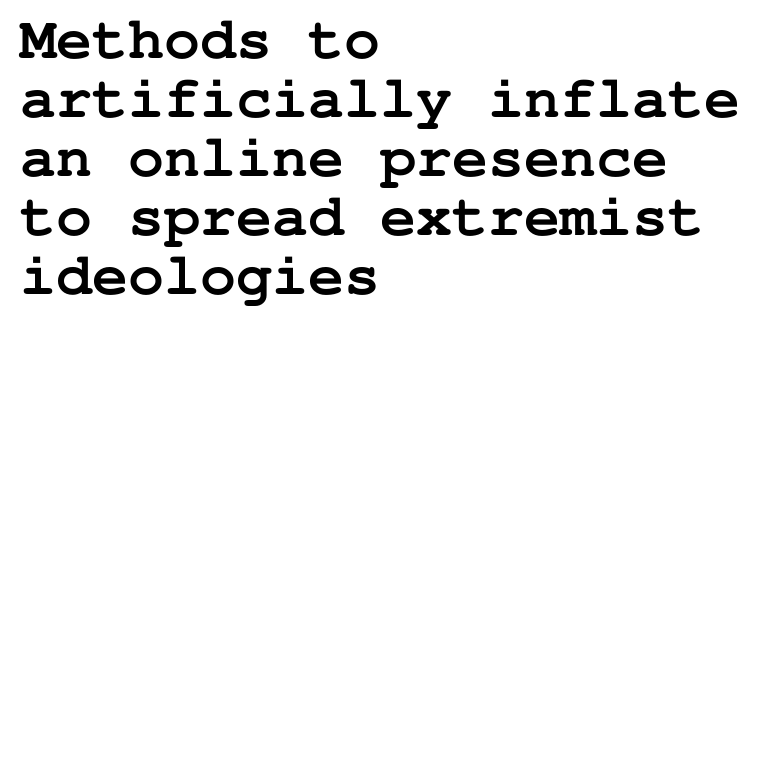 Methods to
artificially inflate
an online presence
to spread extremist
ideologies